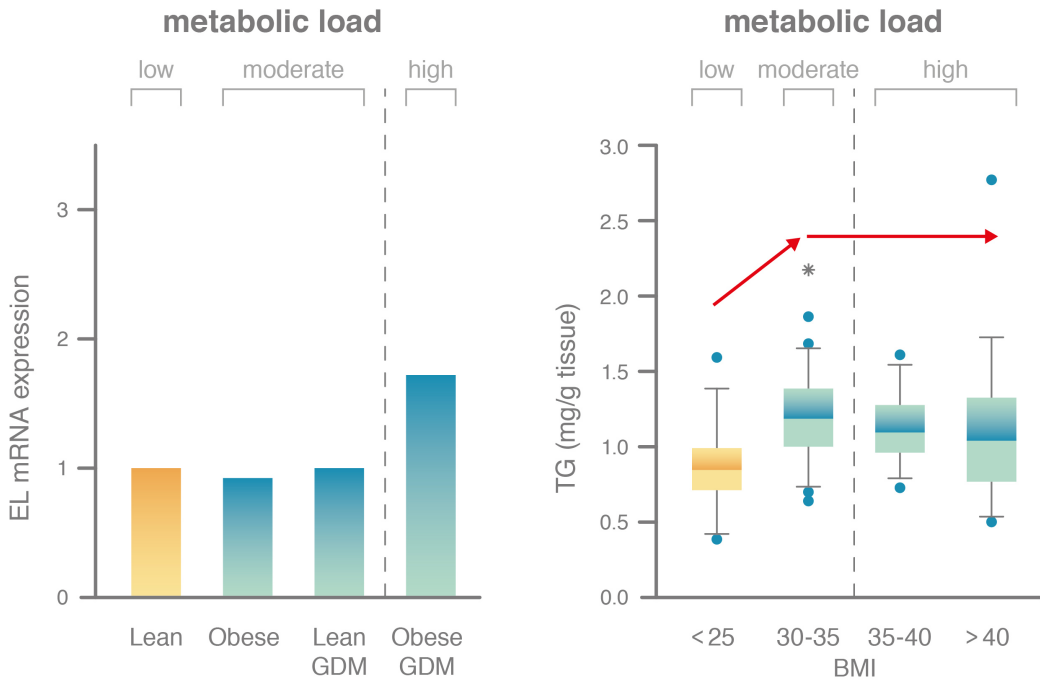 metabolic load
low moderate high
EL mRNA expression
3
2
1
0
Lean Obese Lean GDM Obese GDM
metabolic load
low moderate high
TG (mg/g tissue)
3.0
2.5
2.0
*
1.5
1.0
0.5
0.0
<25 30-35 35-40 >40
BMI